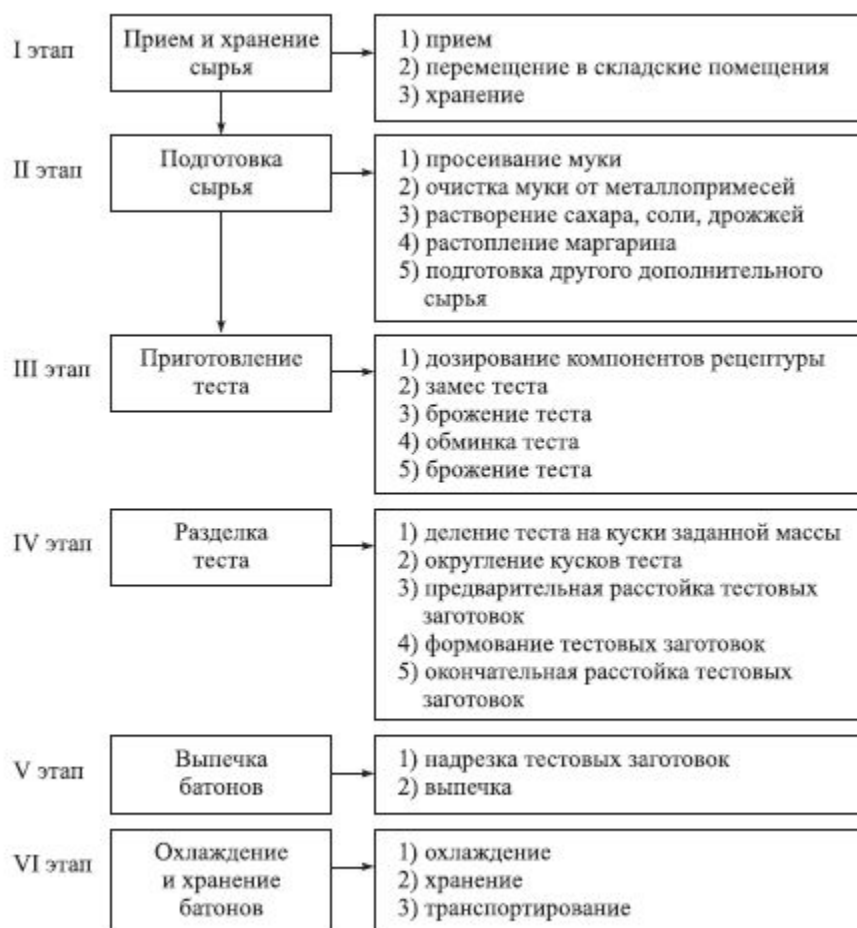 I этап
Прием и хранение
сырья
1) прием
2) перемещение в складские помещения
3) хранение
II этап
Подготовка
сырья
1) просеивание муки
2) очистка муки от металлопримесей
3) растворение сахара, соли, дрожжей
4) растопление маргарина
5) подготовка другого дополнительного
сырья
III этап
Приготовление
теста
1) дозирование компонентов рецептуры
2) замес теста
3) брожение теста
4) обминка теста
5) брожение теста
IV этап
Разделка
теста
1) деление теста на куски заданной массы
2) округление кусков теста
3) предварительная расстойка тестовых
заготовок
4) формование тестовых заготовок
5) окончательная расстойка тестовых
заготовок
V этап
Выпечка
батонов
1) надрезка тестовых заготовок
2) выпечка
VI этап
Охлаждение
и хранение
батонов
1) охлаждение
2) хранение
3) транспортирование